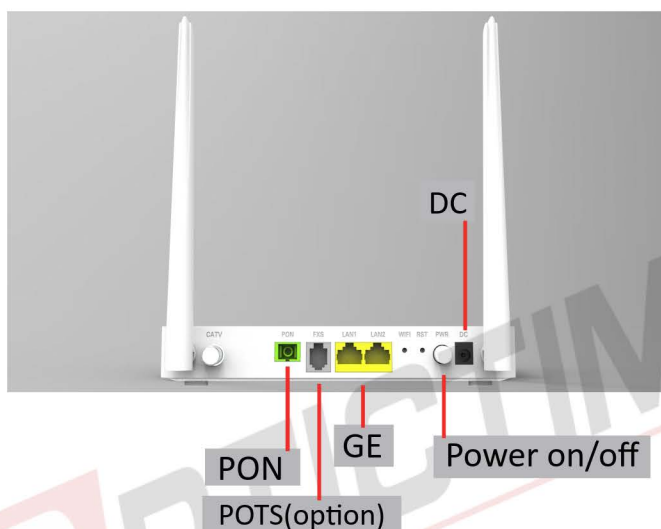 DC
CATV PON FXS LAN1 LAN2 WIFI RST PWR DC
PON
GE
Power on/off
POTS(option)